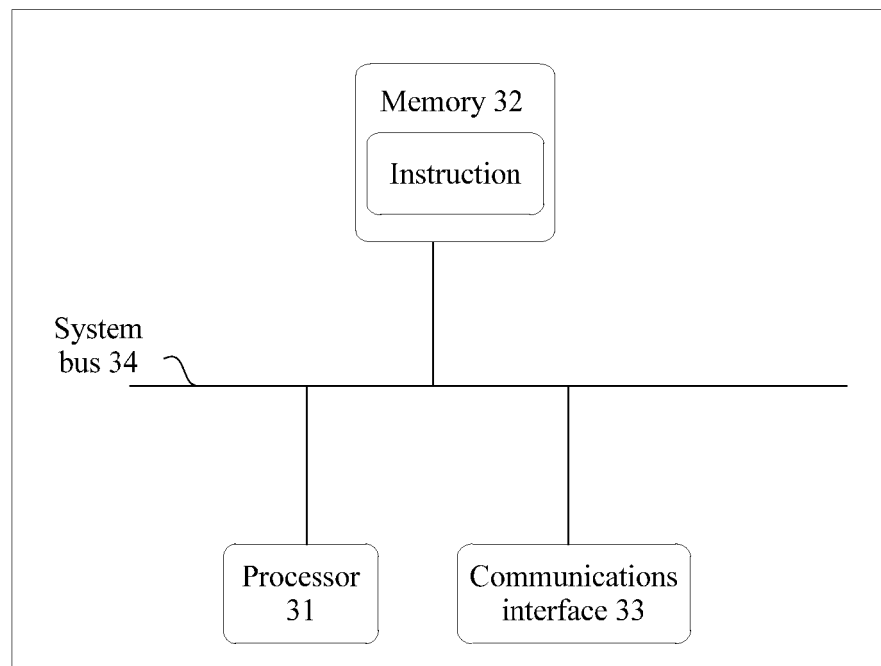 Memory 32
Instruction
System
bus 34
Processor
31
Communications
interface 33